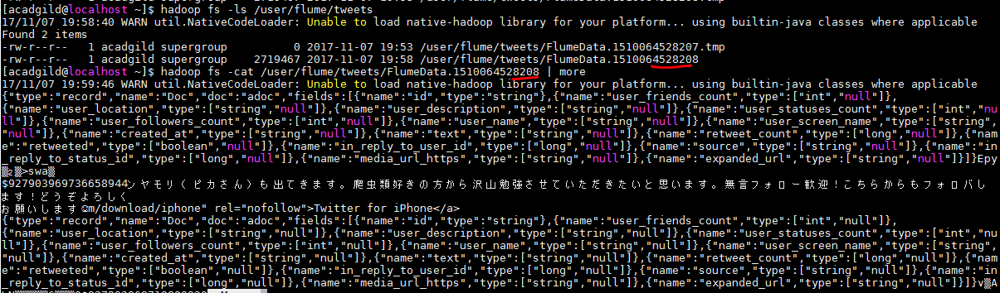 [acadgild@localhost ~]$ hadoop fs -ls /user/flume/tweets
17/11/07 19:58:40 WARN util.NativeCodeLoader: Unable to load native-hadoop library for your platform... using builtin-java classes where applicable
Found 2 items
-rw-r--r--   1 acadgild supergroup          0 2017-11-07 19:53 /user/flume/tweets/FlumeData.1510064528207.tmp
-rw-r--r--   1 acadgild supergroup    2719467 2017-11-07 19:58 /user/flume/tweets/FlumeData.1510064528208
[acadgild@localhost ~]$ hadoop fs -cat /user/flume/tweets/FlumeData.1510064528208 | more
17/11/07 19:59:46 WARN util.NativeCodeLoader: Unable to load native-hadoop library for your platform... using builtin-java classes where applicable
{"type":"record","name":"Doc","doc":"adoc","fields":[{"name":"id","type":"string"},{"name":"user_friends_count","type":["int","null"]},
{"name":"user_location","type":["string","null"]},{"name":"user_description","type":["string","null"]},{"name":"user_statuses_count","type":["int","nu
ll"]},{"name":"user_followers_count","type":["int","null"]},{"name":"user_name","type":["string","null"]},{"name":"user_screen_name","type":["string",
"null"]},{"name":"created_at","type":["string","null"]},{"name":"text","type":["string","null"]},{"name":"retweet_count","type":["long","null"]},{"nam
e":"retweeted","type":["boolean","null"]},{"name":"in_reply_to_user_id","type":["long","null"]},{"name":"source","type":["string","null"]},{"name":"in
_reply_to_status_id","type":["long","null"]},{"name":"media_url_https","type":["string","null"]},{"name":"expanded_url","type":["string","null"]}]}Epy
>swa
$927903969736658944ンヤモリ(ピカさん)も出てきます。爬虫類好きの方から沢山勉強させていただきたいと思います。無言フォロー歓迎!こちらからもフォロバし
ます!どうぞよろしく
お願いします m/download/iphone" rel="nofollow">Twitter for iPhone</a>
{"type":"record","name":"Doc","doc":"adoc","fields":[{"name":"id","type":"string"},{"name":"user_friends_count","type":["int","null"]},
{"name":"user_location","type":["string","null"]},{"name":"user_description","type":["string","null"]},{"name":"user_statuses_count","type":["int","nu
ll"]},{"name":"user_followers_count","type":["int","null"]},{"name":"user_name","type":["string","null"]},{"name":"user_screen_name","type":["string",
"null"]},{"name":"created_at","type":["string","null"]},{"name":"text","type":["string","null"]},{"name":"retweet_count","type":["long","null"]},{"nam
e":"retweeted","type":["boolean","null"]},{"name":"in_reply_to_user_id","type":["long","null"]},{"name":"source","type":["string","null"]},{"name":"in
_reply_to_status_id","type":["long","null"]},{"name":"media_url_https","type":["string","null"]},{"name":"expanded_url","type":["string","null"]}]}